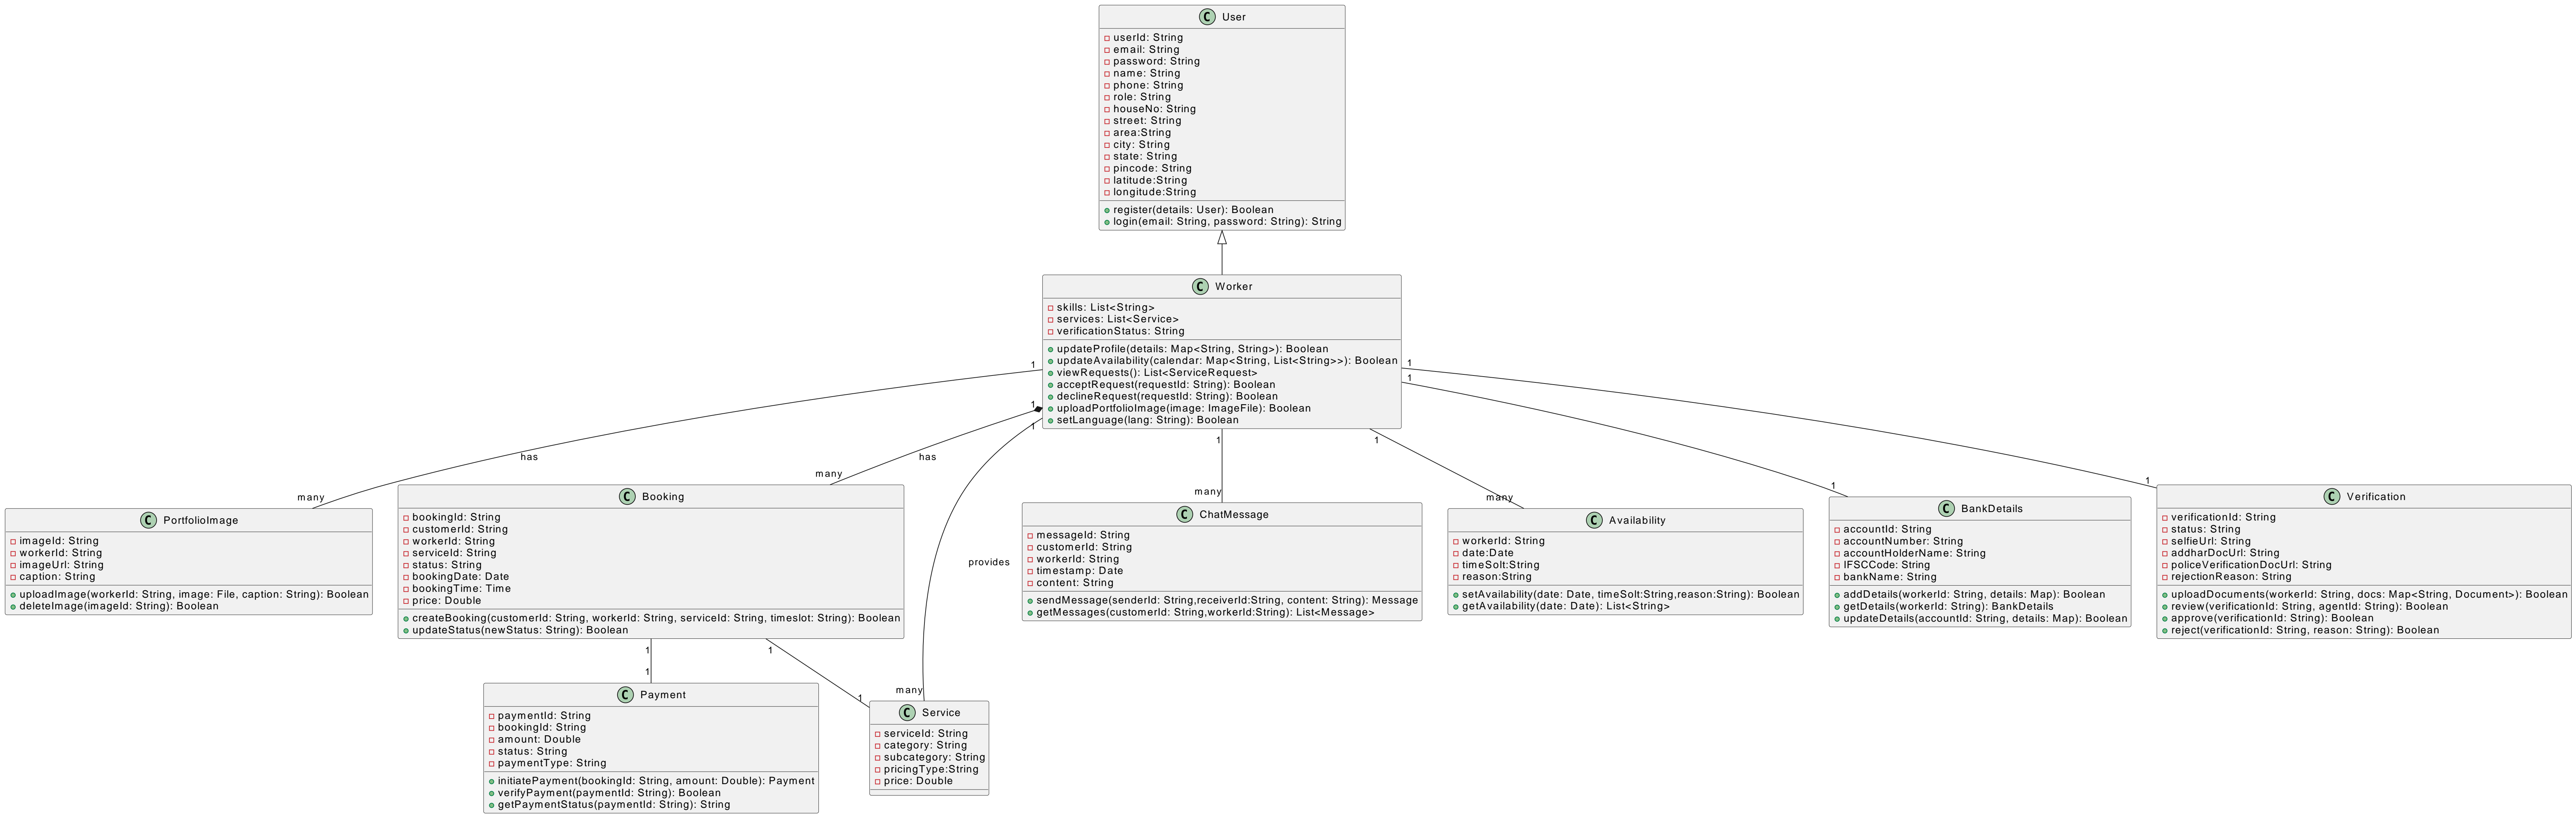 C User
userId: String
email: String
password: String
name: String
phone: String
role: String
houseNo: String
street: String
area:String
city: String
state: String
pincode: String
latitude:String
longitude:String
register(details: User): Boolean
login(email: String, password: String): String
C Worker
skills: List<String>
services: List<Service>
verificationStatus: String
updateProfile(details: Map<String, String>): Boolean
updateAvailability(calendar: Map<String, List<String>>): Boolean
viewRequests(): List<ServiceRequest>
acceptRequest(requestId: String): Boolean
declineRequest(requestId: String): Boolean
uploadPortfolioImage(image: ImageFile): Boolean
setLanguage(lang: String): Boolean
1
1
1
1
1
1
1
1
has
has
provides
many
many
many
many
many
1
1
C PortfolioImage
imageId: String
workerId: String
imageUrl: String
caption: String
uploadImage(workerId: String, image: File, caption: String): Boolean
deleteImage(imageId: String): Boolean
C Booking
bookingId: String
customerId: String
workerId: String
serviceId: String
status: String
bookingDate: Date
bookingTime: Time
price: Double
createBooking(customerId: String, workerId: String, serviceId: String, timeslot: String): Boolean
updateStatus(newStatus: String): Boolean
C ChatMessage
messageId: String
customerId: String
workerId: String
timestamp: Date
content: String
sendMessage(senderId: String,receiverId:String, content: String): Message
getMessages(customerId: String,workerId:String): List<Message>
C Availability
workerId: String
date:Date
timeSolt:String
reason:String
setAvailability(date: Date, timeSolt:String,reason:String): Boolean
getAvailability(date: Date): List<String>
C BankDetails
accountId: String
accountNumber: String
accountHolderName: String
IFSCCode: String
bankName: String
addDetails(workerId: String, details: Map): Boolean
getDetails(workerId: String): BankDetails
updateDetails(accountId: String, details: Map): Boolean
C Verification
verificationId: String
status: String
selfieUrl: String
addharDocUrl: String
policeVerificationDocUrl: String
rejectionReason: String
uploadDocuments(workerId: String, docs: Map<String, Document>): Boolean
review(verificationId: String, agentId: String): Boolean
approve(verificationId: String): Boolean
reject(verificationId: String, reason: String): Boolean
1
1
1
1
C Payment
paymentId: String
bookingId: String
amount: Double
status: String
paymentType: String
initiatePayment(bookingId: String, amount: Double): Payment
verifyPayment(paymentId: String): Boolean
getPaymentStatus(paymentId: String): String
C Service
serviceId: String
category: String
subcategory: String
pricingType:String
price: Double